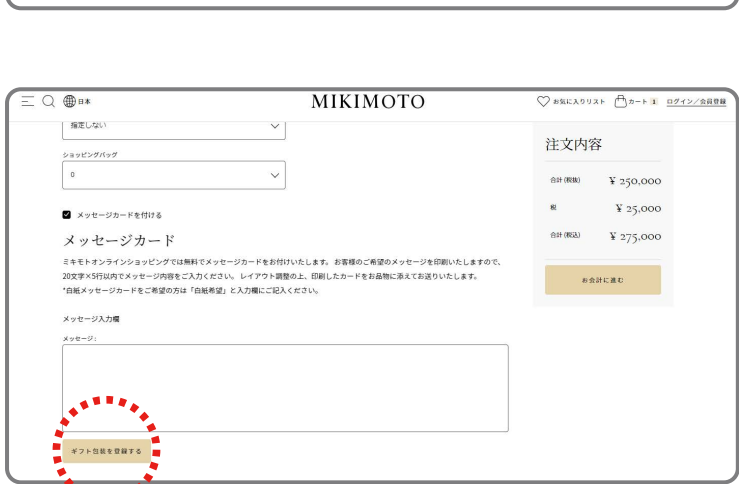 日本
MIKIMOTO
お気に入りリスト
カート 1
ログイン/会員登録
指定しない
ショッピングバッグ
0
メッセージカードを付ける
メッセージカード
ミキモトオンラインショッピングでは無料でメッセージカードをお付けいたします。 お客様のご希望のメッセージを印刷いたしますので、
20文字×5行以内でメッセージ内容をご入力ください。 レイアウト調整の上、印刷したカードをお品物に添えてお送りいたします。
*白紙メッセージカードをご希望の方は「白紙希望」と入力欄にご記入ください。
メッセージ入力欄
メッセージ:
ギフト包装を登録する
注文内容
合計 (税抜) ¥ 250,000
税 ¥ 25,000
合計 (税込) ¥ 275,000
お会計に進む